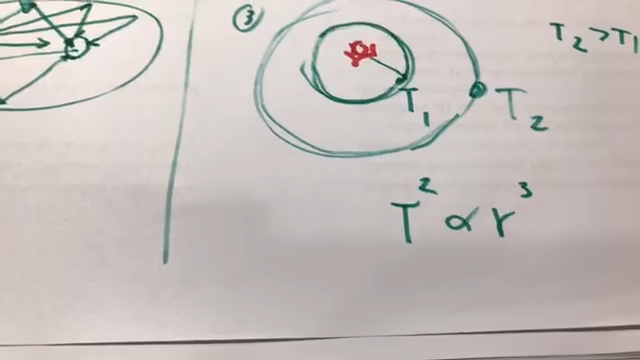 ③
T₂ > T₁
T₁
T₂
T² ∝ r³